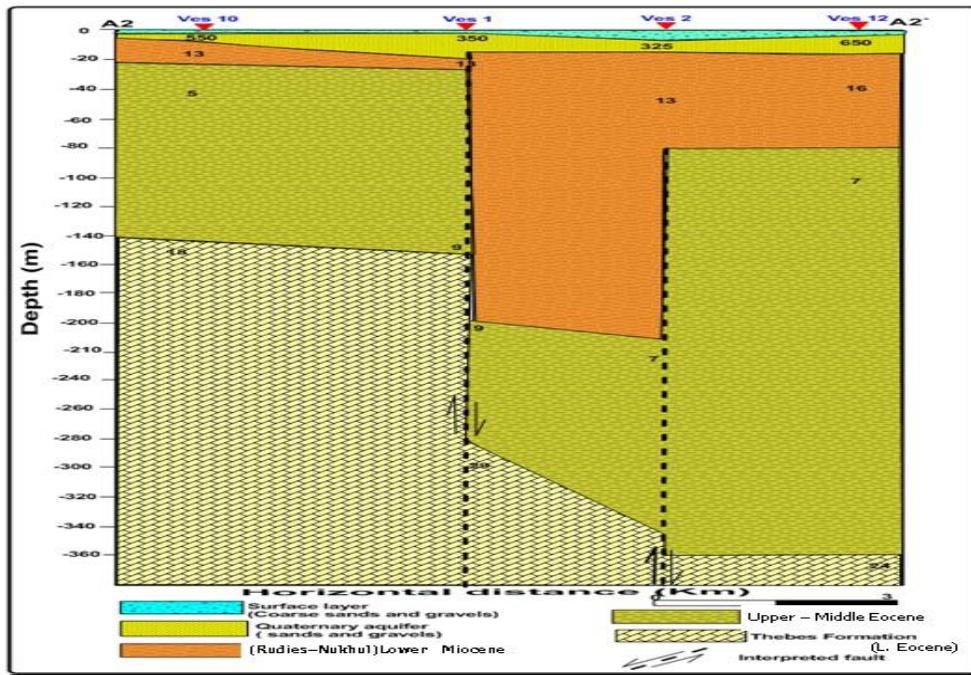 A2 Ves 10 Ves 1 Ves 2 Ves 12 A2-
0 550 350 325 650
-20 13 13
-40 5 13 16
-60
-80
-100 7
-120
-140
-160 18 9
-180
-200 9
-210 7
-240
-260
-280
-300 29
-320
-340
-360 24
Depth (m)
Horizontal distance (Km)
0 3
Surface layer
(Coarse sands and gravels)
Quaternary aquifer
( sands and gravels)
(Rudies-Nukhul)Lower Miocene
Upper - Middle Eocene
Thebes Formation
(L. Eocene)
Interpreted fault